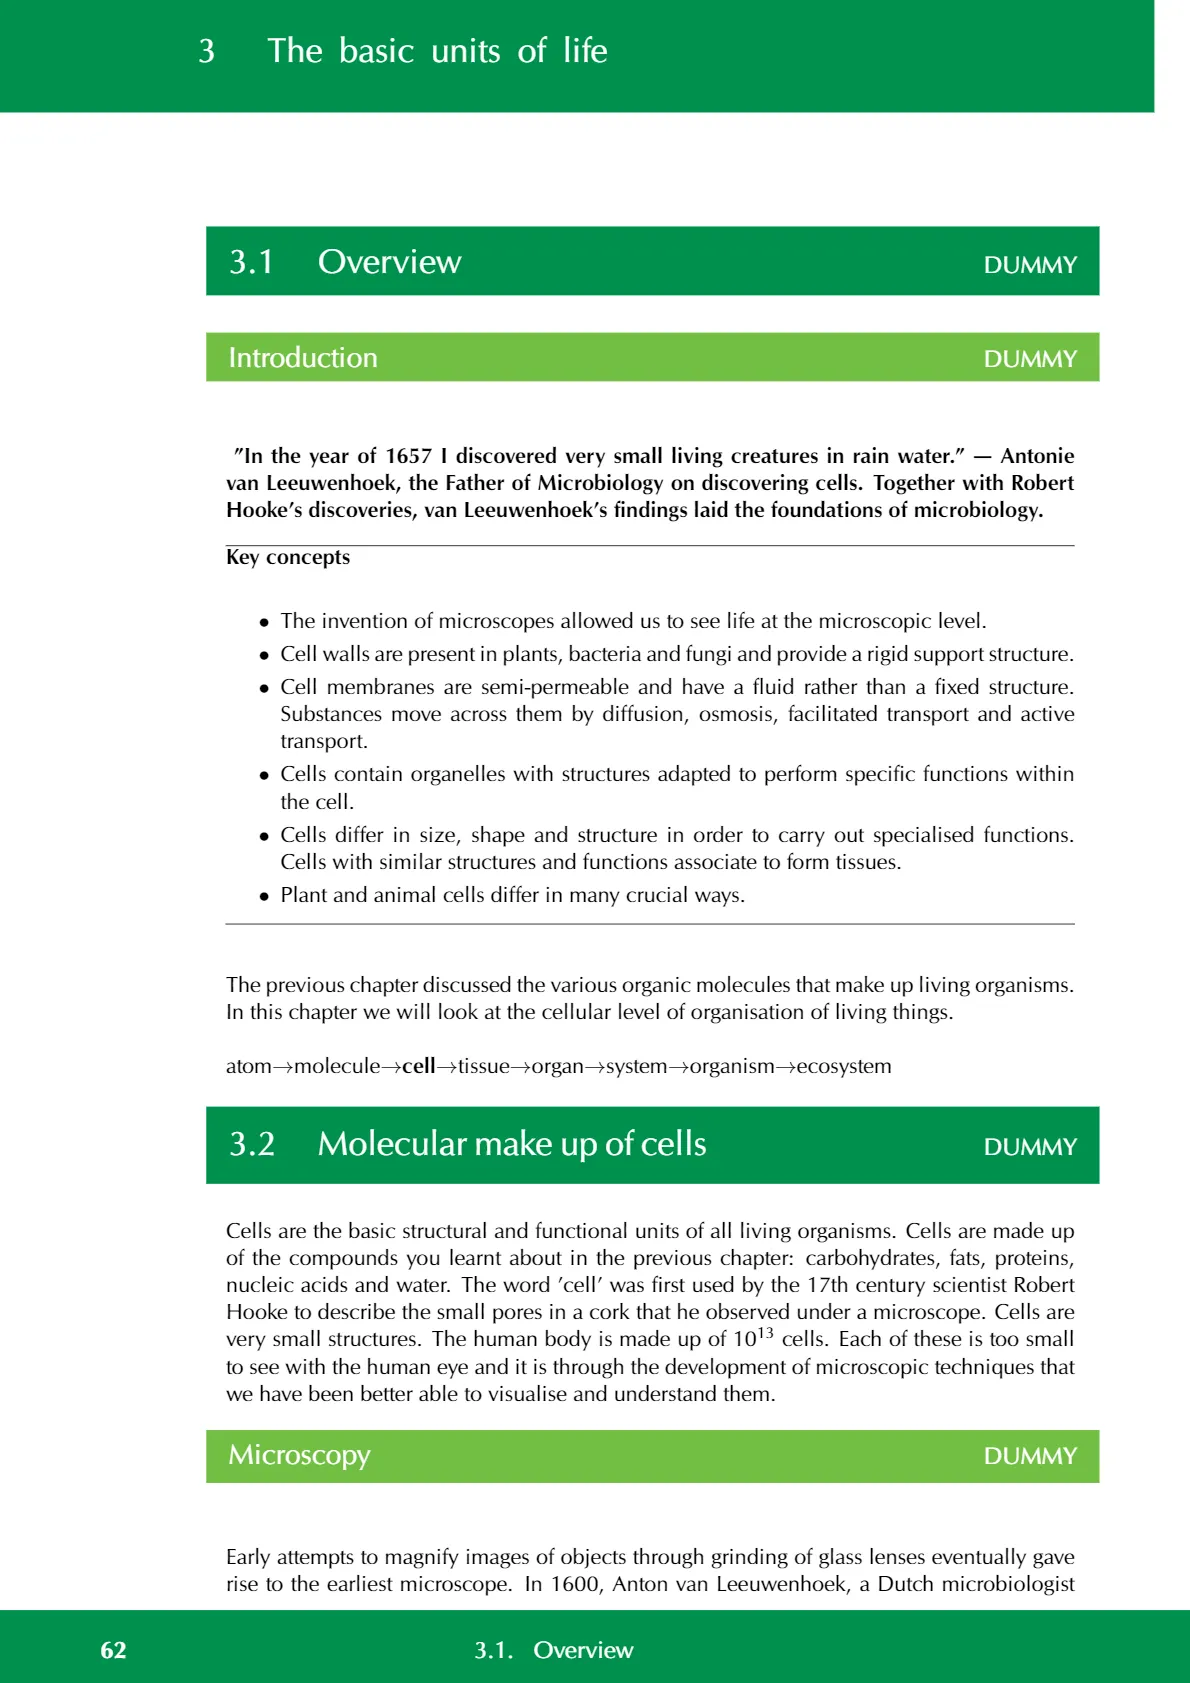 3 The basic units of life
3.1 Overview DUMMY
Introduction DUMMY
”In the year of 1657 I discovered very small living creatures in rain water.” — Antonie
van Leeuwenhoek, the Father of Microbiology on discovering cells. Together with Robert
Hooke’s discoveries, van Leeuwenhoek’s findings laid the foundations of microbiology.
Key concepts
• The invention of microscopes allowed us to see life at the microscopic level.
• Cell walls are present in plants, bacteria and fungi and provide a rigid support structure.
• Cell membranes are semi-permeable and have a fluid rather than a fixed structure.
Substances move across them by diffusion, osmosis, facilitated transport and active
transport.
• Cells contain organelles with structures adapted to perform specific functions within
the cell.
• Cells differ in size, shape and structure in order to carry out specialised functions.
Cells with similar structures and functions associate to form tissues.
• Plant and animal cells differ in many crucial ways.
The previous chapter discussed the various organic molecules that make up living organisms.
In this chapter we will look at the cellular level of organisation of living things.
atom→molecule→cell→tissue→organ→system→organism→ecosystem
3.2 Molecular make up of cells DUMMY
Cells are the basic structural and functional units of all living organisms. Cells are made up
of the compounds you learnt about in the previous chapter: carbohydrates, fats, proteins,
nucleic acids and water. The word ’cell’ was first used by the 17th century scientist Robert
Hooke to describe the small pores in a cork that he observed under a microscope. Cells are
very small structures. The human body is made up of 10¹³ cells. Each of these is too small
to see with the human eye and it is through the development of microscopic techniques that
we have been better able to visualise and understand them.
Microscopy DUMMY
Early attempts to magnify images of objects through grinding of glass lenses eventually gave
rise to the earliest microscope. In 1600, Anton van Leeuwenhoek, a Dutch microbiologist
62 3.1. Overview